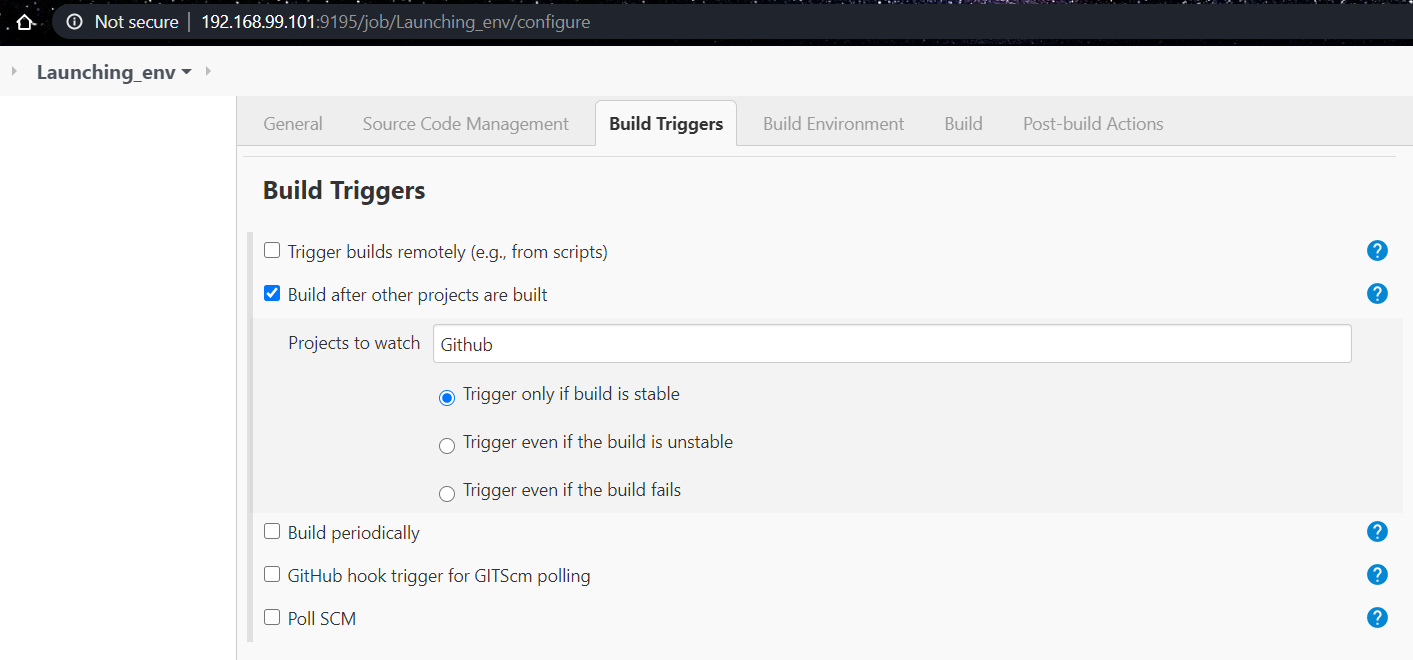 Not secure | 192.168.99.101:9195/job/Launching_env/configure
Launching_env
General Source Code Management Build Triggers Build Environment Build Post-build Actions
Build Triggers
Trigger builds remotely (e.g., from scripts) ?
Build after other projects are built ?
Projects to watch Github
Trigger only if build is stable
Trigger even if the build is unstable
Trigger even if the build fails
Build periodically ?
GitHub hook trigger for GITScm polling ?
Poll SCM ?